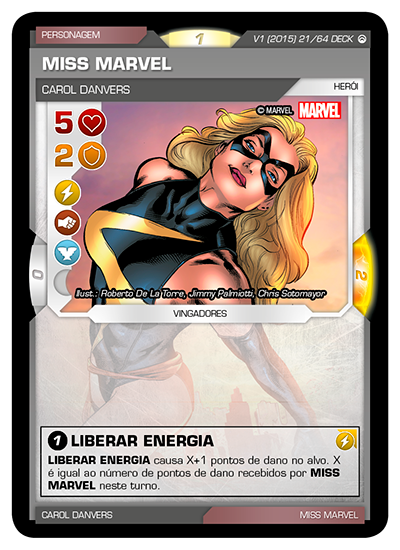 PERSONAGEM
1
V1 (2015) 21/64 DECK
MISS MARVEL
CAROL DANVERS
HERÓI
5
© MARVEL MARVEL
2
0
2
Illust.: Roberto De La Torre, Jimmy Palmiotti, Chris Sotomayor
VINGADORES
1 LIBERAR ENERGIA
LIBERAR ENERGIA causa X+1 pontos de dano no alvo. X
é igual ao número de pontos de dano recebidos por MISS
MARVEL neste turno.
CAROL DANVERS
MISS MARVEL